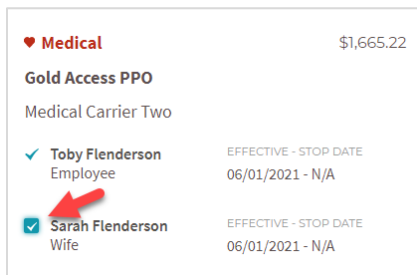 Medical $1,665.22
Gold Access PPO
Medical Carrier Two
Toby Flenderson EFFECTIVE - STOP DATE
Employee 06/01/2021 - N/A
Sarah Flenderson EFFECTIVE - STOP DATE
Wife 06/01/2021 - N/A